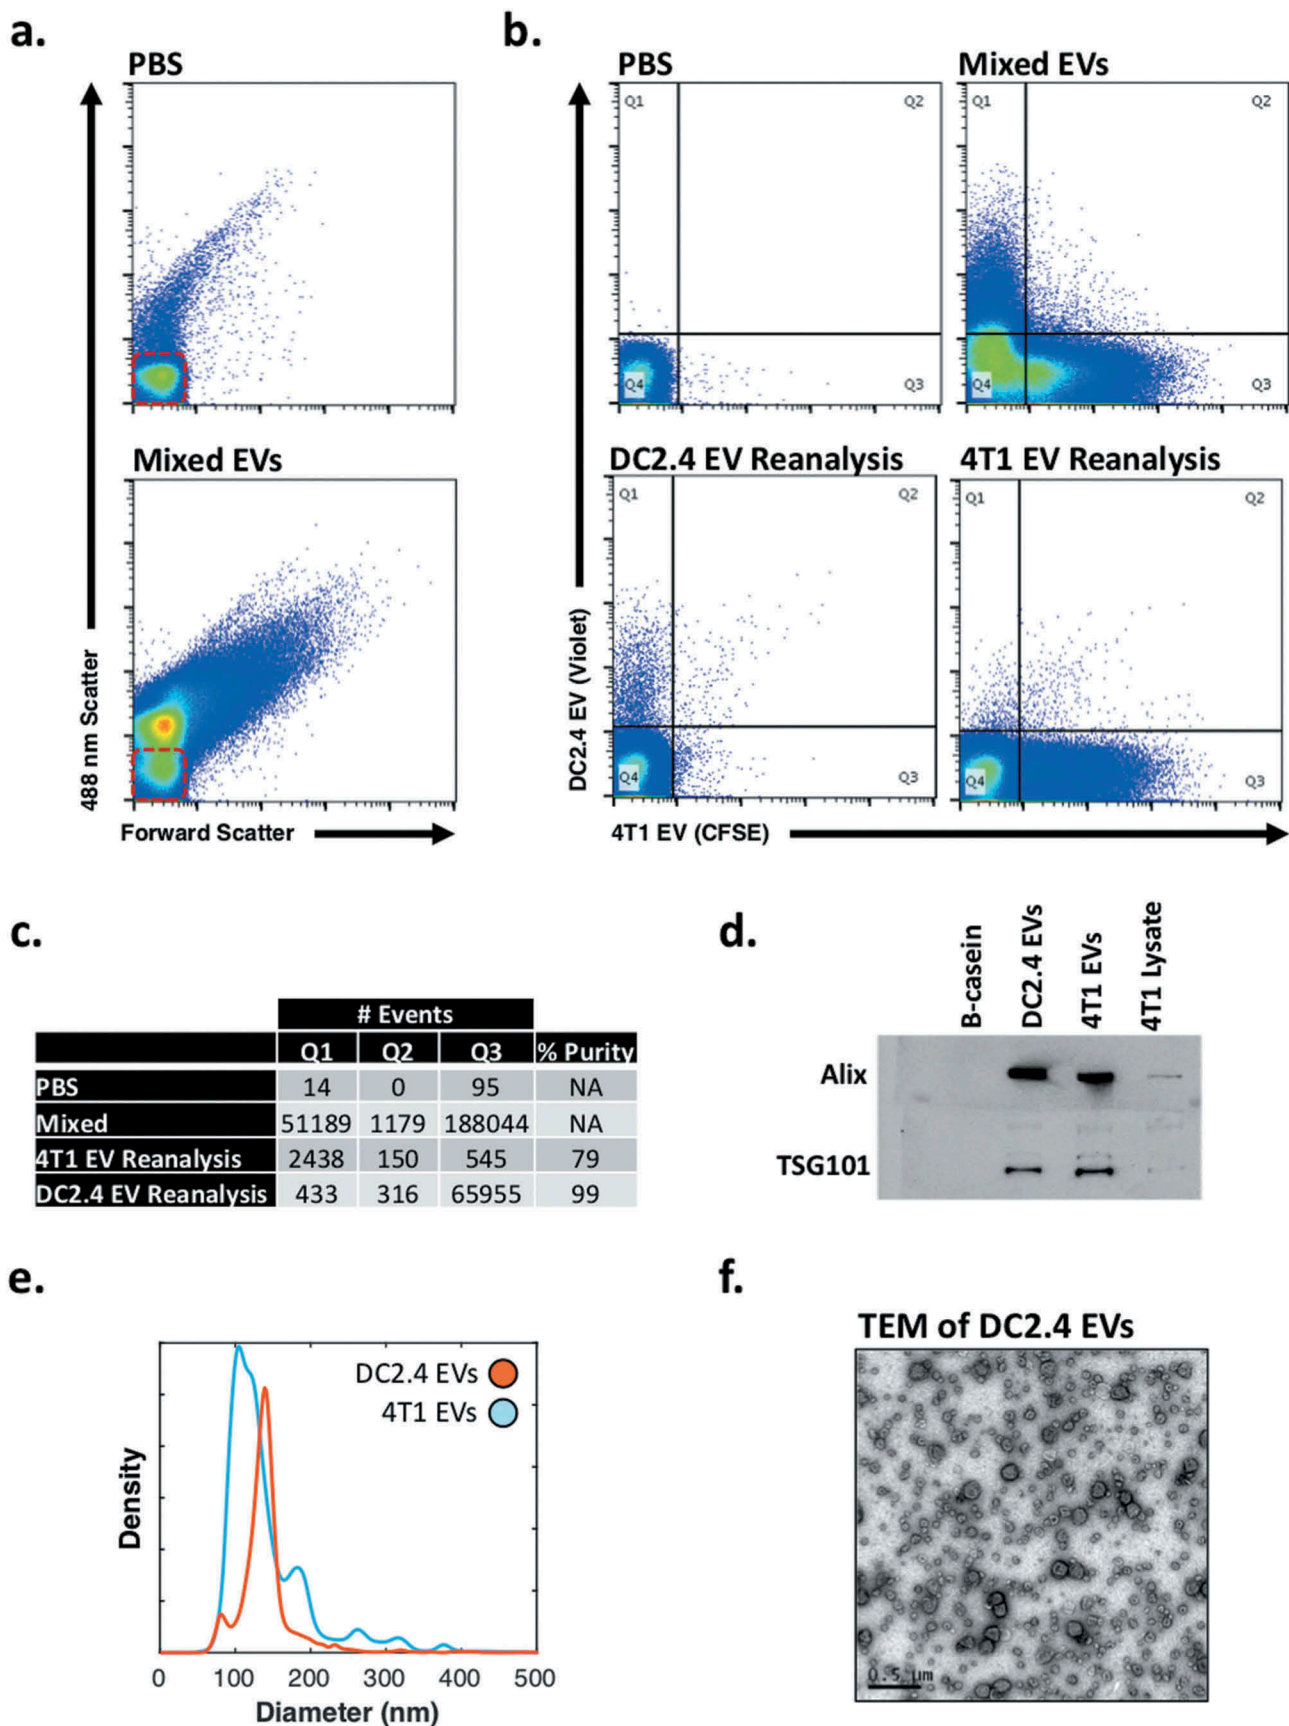 a.
b.
PBS
PBS
Mixed EVs
Q1
Q2
Q4
Q3
Q1
Q2
Q4
Q3
Mixed EVs
DC2.4 EV Reanalysis
4T1 EV Reanalysis
Q1
Q2
Q4
Q3
Q1
Q2
Q4
Q3
488 nm Scatter
Forward Scatter
DC2.4 EV (Violet)
4T1 EV (CFSE)
c.
# Events
Q1 Q2 Q3 % Purity
PBS 14 0 95 NA
Mixed 51189 1179 188044 NA
4T1 EV Reanalysis 2438 150 545 79
DC2.4 EV Reanalysis 433 316 65955 99
d.
B-casein
DC2.4 EVs
4T1 EVs
4T1 Lysate
Alix
TSG101
e.
DC2.4 EVs
4T1 EVs
Density
0 100 200 300 400 500
Diameter (nm)
f.
TEM of DC2.4 EVs
0.5 µm